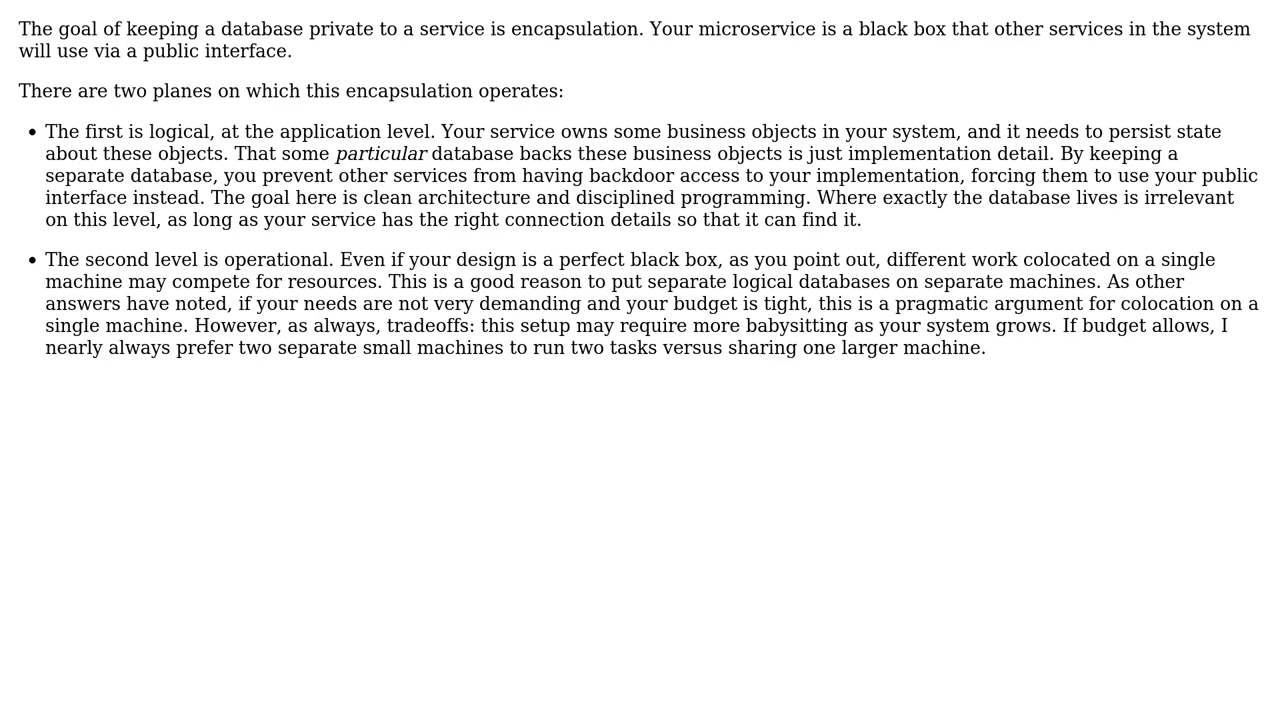 The goal of keeping a database private to a service is encapsulation. Your microservice is a black box that other services in the system
will use via a public interface.
There are two planes on which this encapsulation operates:
• The first is logical, at the application level. Your service owns some business objects in your system, and it needs to persist state
about these objects. That some particular database backs these business objects is just implementation detail. By keeping a
separate database, you prevent other services from having backdoor access to your implementation, forcing them to use your public
interface instead. The goal here is clean architecture and disciplined programming. Where exactly the database lives is irrelevant
on this level, as long as your service has the right connection details so that it can find it.
• The second level is operational. Even if your design is a perfect black box, as you point out, different work colocated on a single
machine may compete for resources. This is a good reason to put separate logical databases on separate machines. As other
answers have noted, if your needs are not very demanding and your budget is tight, this is a pragmatic argument for colocation on a
single machine. However, as always, tradeoffs: this setup may require more babysitting as your system grows. If budget allows, I
nearly always prefer two separate small machines to run two tasks versus sharing one larger machine.